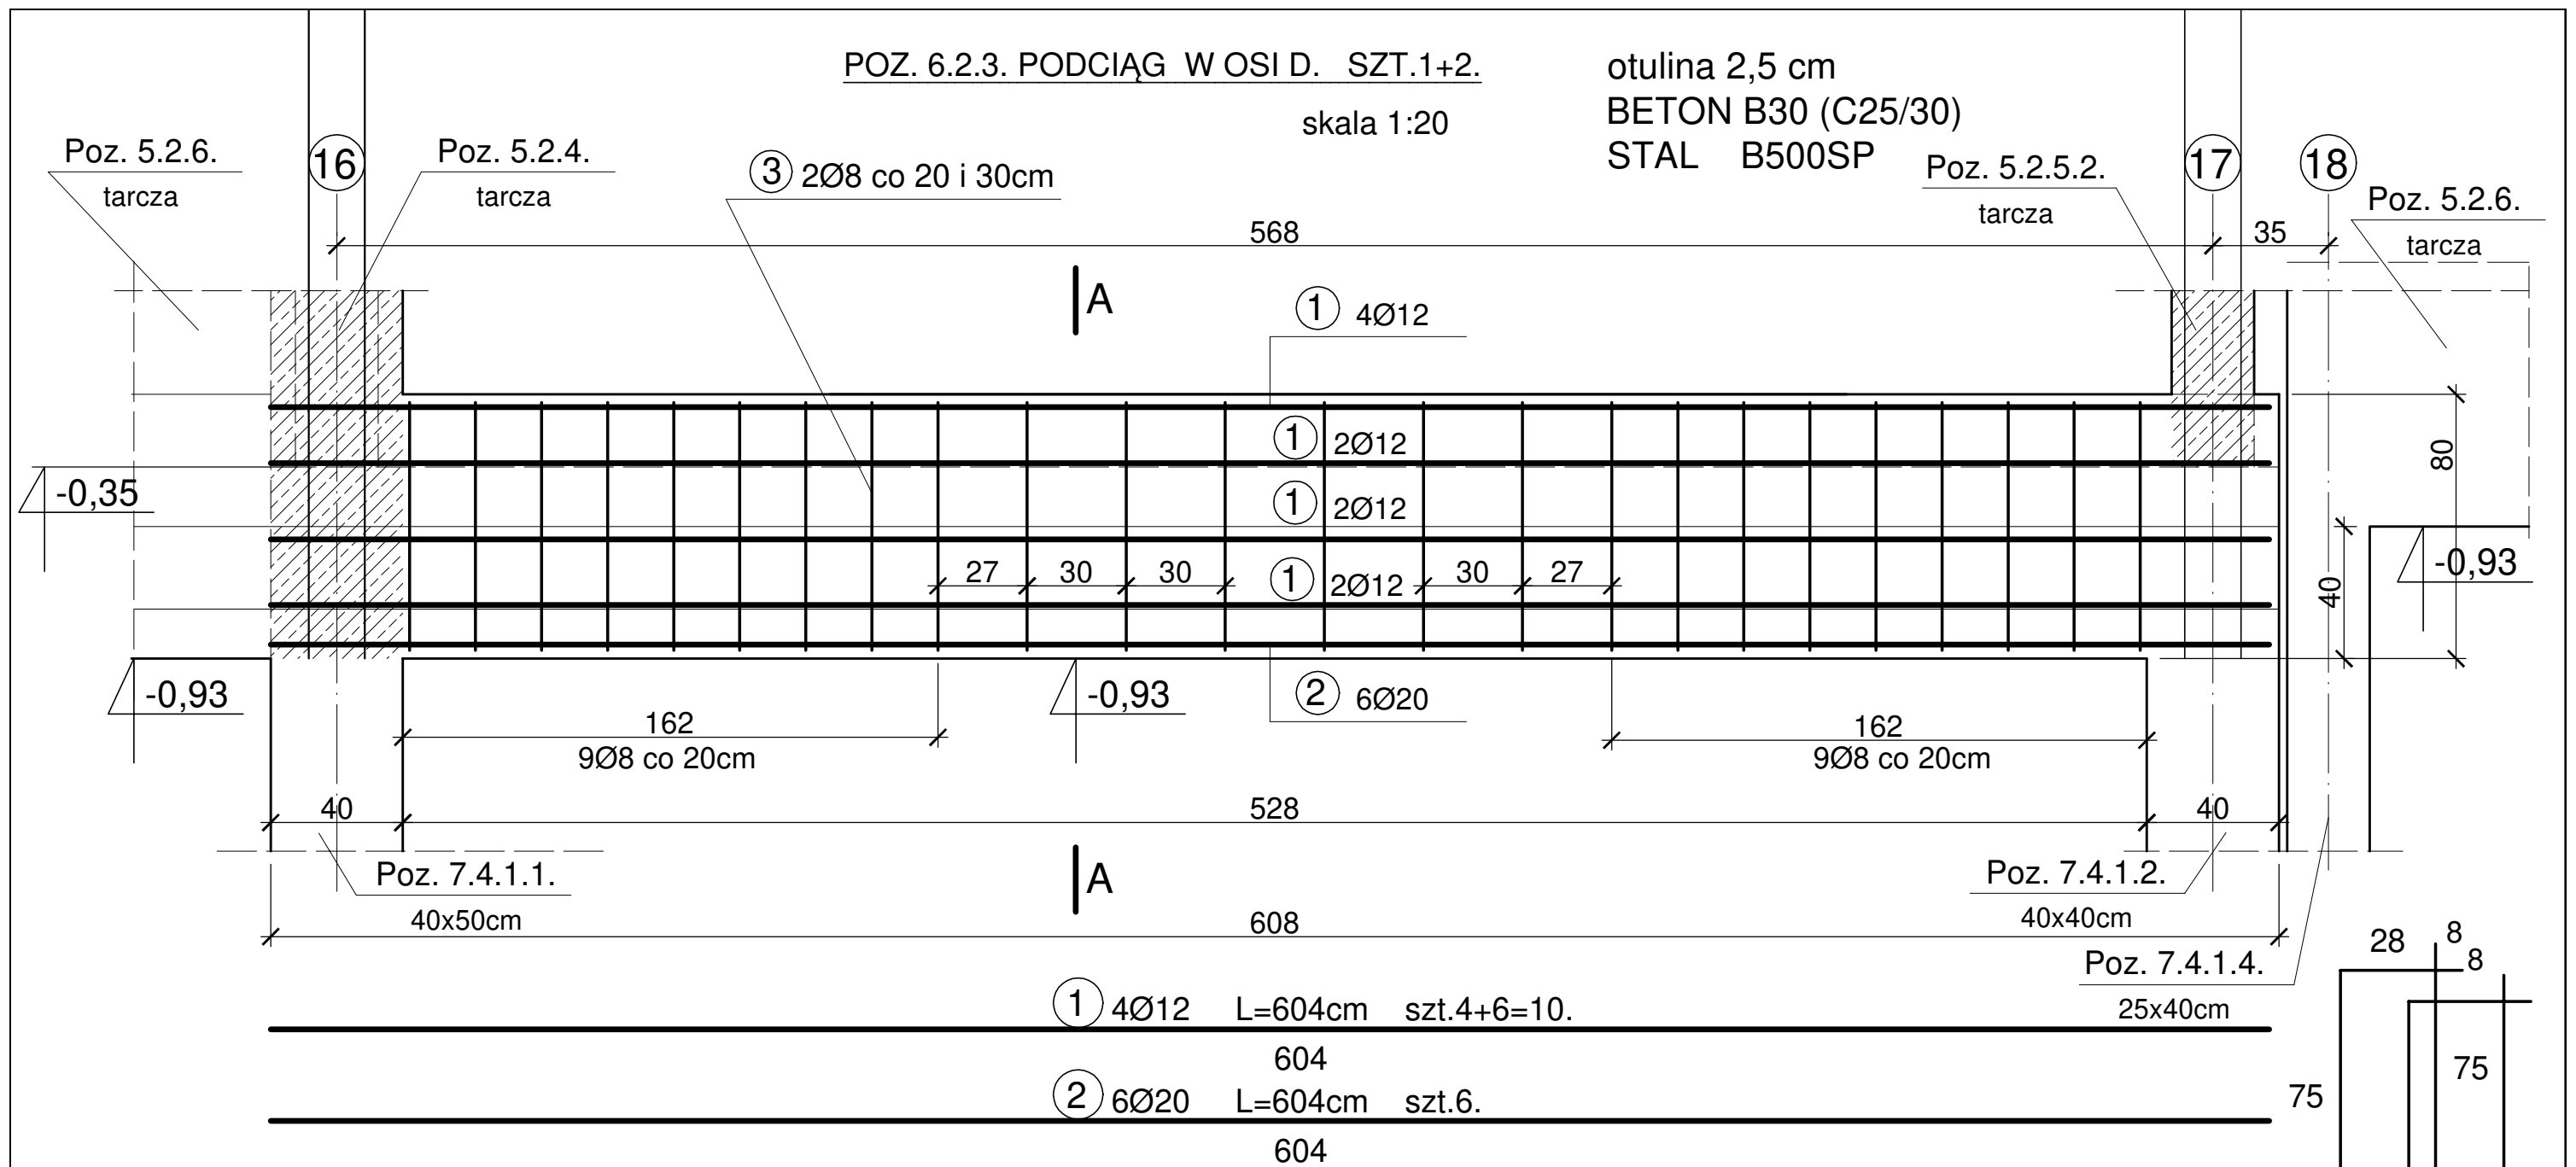 POZ. 6.2.3. PODCIĄG W OSI D. SZT.1+2.
skala 1:20
otulina 2,5 cm
BETON B30 (C25/30)
STAL B500SP
Poz. 5.2.6.
tarcza
16
Poz. 5.2.4.
tarcza
3 2Ø8 co 20 i 30cm
Poz. 5.2.5.2.
tarcza
17
18
Poz. 5.2.6.
tarcza
568
35
A
1 4Ø12
1 2Ø12
1 2Ø12
1 2Ø12
-0,35
27
30
30
30
27
80
40
-0,93
-0,93
-0,93
2 6Ø20
162
9Ø8 co 20cm
162
9Ø8 co 20cm
40
528
40
Poz. 7.4.1.1.
40x50cm
A
Poz. 7.4.1.2.
40x40cm
608
Poz. 7.4.1.4.
25x40cm
28
8
8
75
75
1 4Ø12 L=604cm szt.4+6=10.
604
2 6Ø20 L=604cm szt.6.
604